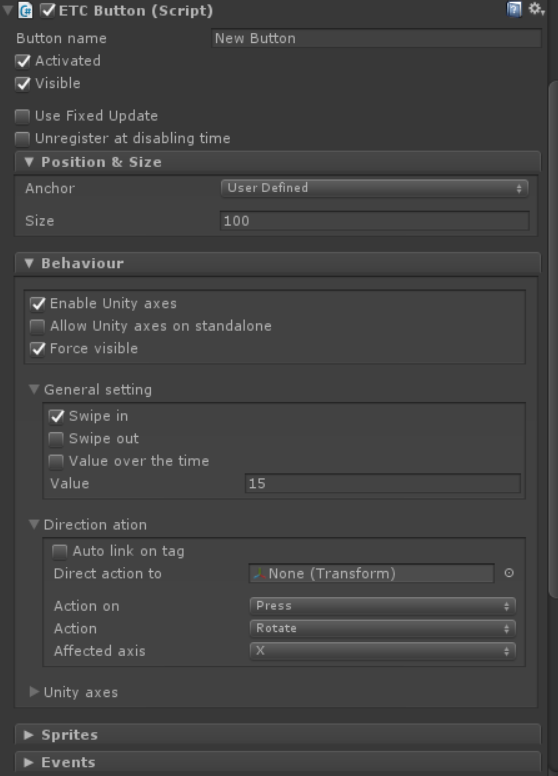 ETC Button (Script)
Button name New Button
Activated
Visible
Use Fixed Update
Unregister at disabling time
Position & Size
Anchor User Defined
Size 100
Behaviour
Enable Unity axes
Allow Unity axes on standalone
Force visible
General setting
Swipe in
Swipe out
Value over the time
Value 15
Direction ation
Auto link on tag
Direct action to None (Transform)
Action on Press
Action Rotate
Affected axis X
Unity axes
Sprites
Events